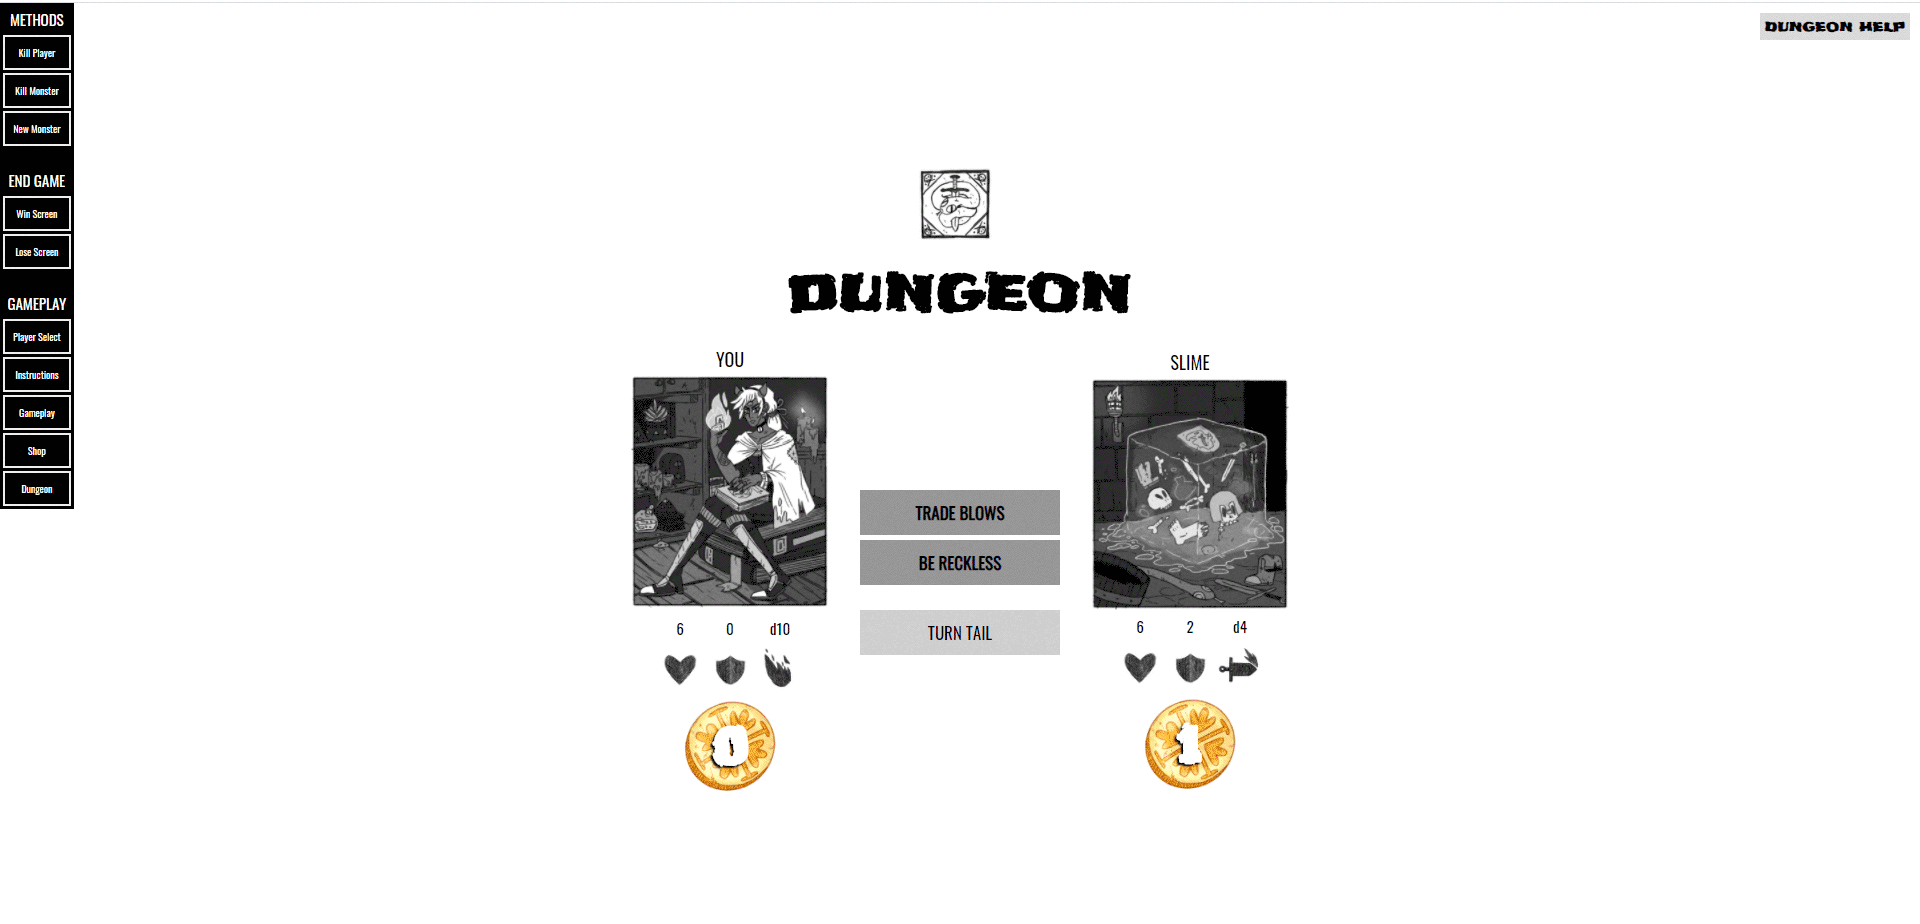 METHODS
Kill Player
Kill Monster
New Monster
END GAME
Win Screen
Lose Screen
GAMEPLAY
Player Select
Instructions
Gameplay
Shop
Dungeon
DUNGEON HELP
DUNGEON
YOU
6 0 d10
0
TRADE BLOWS
BE RECKLESS
TURN TAIL
SLIME
6 2 d4
1